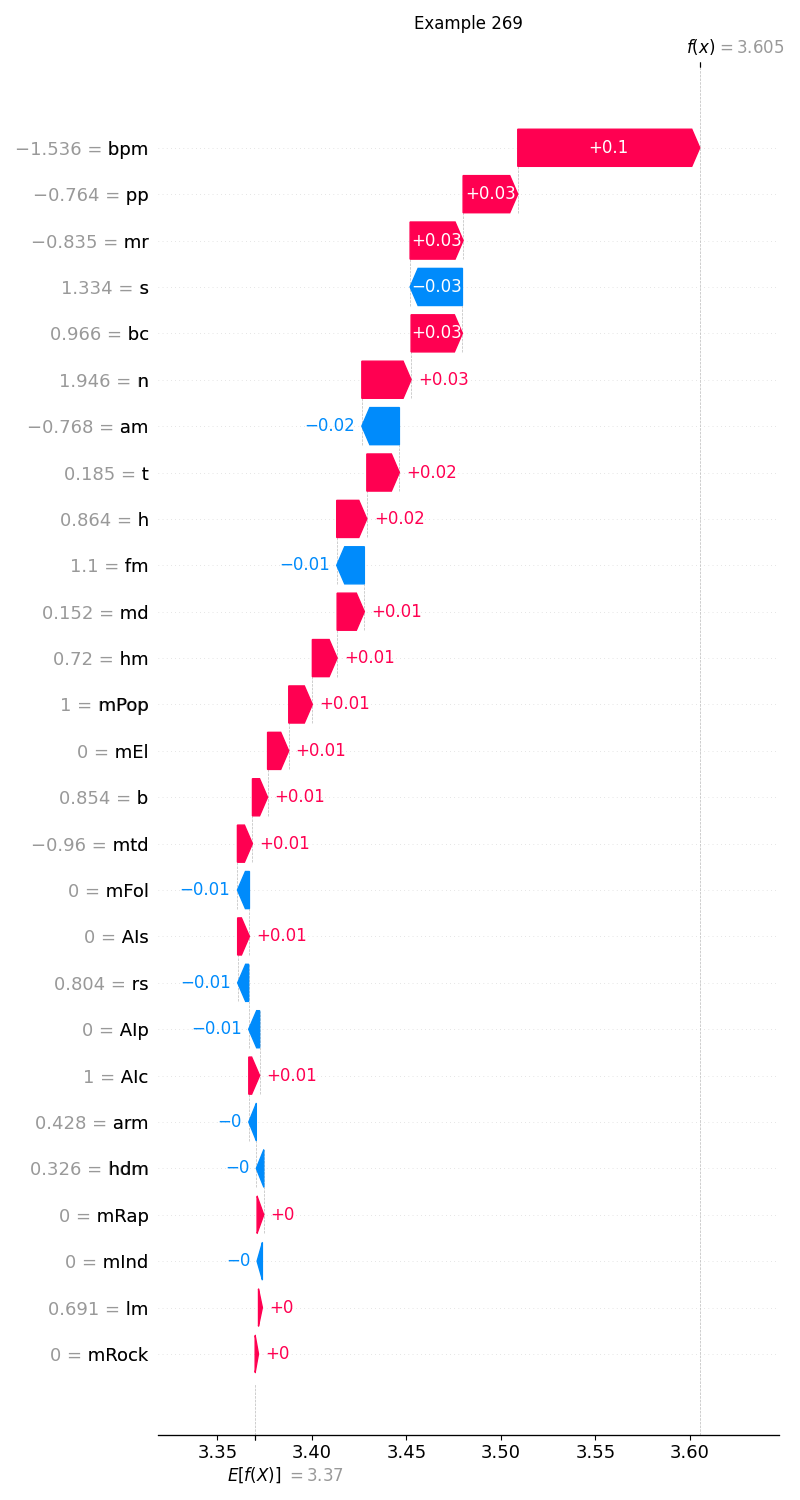 Example 269
f(x) = 3.605
−1.536 = bpm
+0.1
−0.764 = pp
+0.03
−0.835 = mr
+0.03
1.334 = s
−0.03
0.966 = bc
+0.03
1.946 = n
+0.03
−0.768 = am
−0.02
0.185 = t
+0.02
0.864 = h
+0.02
1.1 = fm
−0.01
0.152 = md
+0.01
0.72 = hm
+0.01
1 = mPop
+0.01
0 = mEl
+0.01
0.854 = b
+0.01
−0.96 = mtd
+0.01
0 = mFol
−0.01
0 = AIs
+0.01
0.804 = rs
−0.01
0 = AIp
−0.01
1 = AIc
+0.01
0.428 = arm
−0
0.326 = hdm
−0
0 = mRap
+0
0 = mInd
−0
0.691 = lm
+0
0 = mRock
+0
3.35 3.40 3.45 3.50 3.55 3.60
E[f(X)] = 3.37